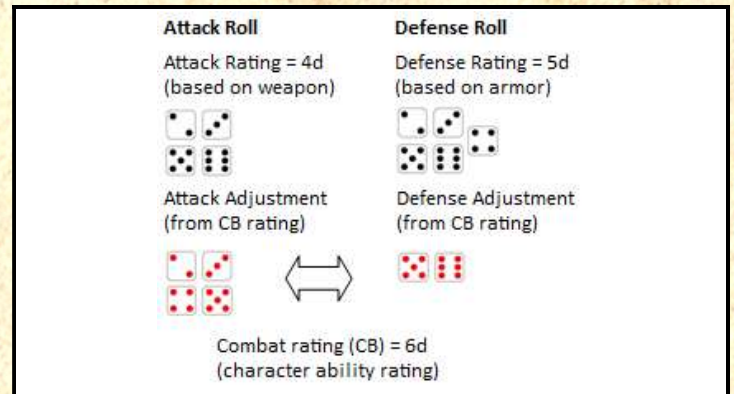 Attack Roll
Attack Rating = 4d
(based on weapon)
Attack Adjustment
(from CB rating)
Defense Roll
Defense Rating = 5d
(based on armor)
Defense Adjustment
(from CB rating)
Combat rating (CB) = 6d
(character ability rating)